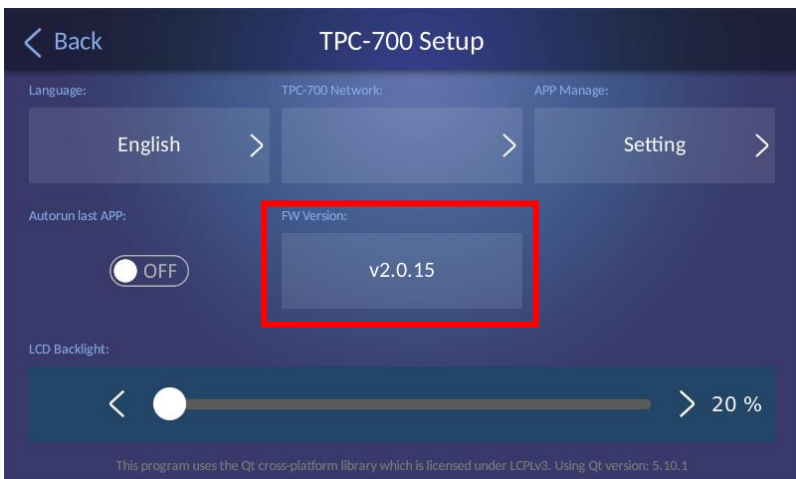 Back
TPC-700 Setup
Language:
TPC-700 Network:
APP Manage:
English
Setting
Autorun last APP:
FW Version:
OFF
v2.0.15
LCD Backlight:
20 %
This program uses the Qt cross-platform library which is licensed under LCPLv3. Using Qt version: 5.10.1